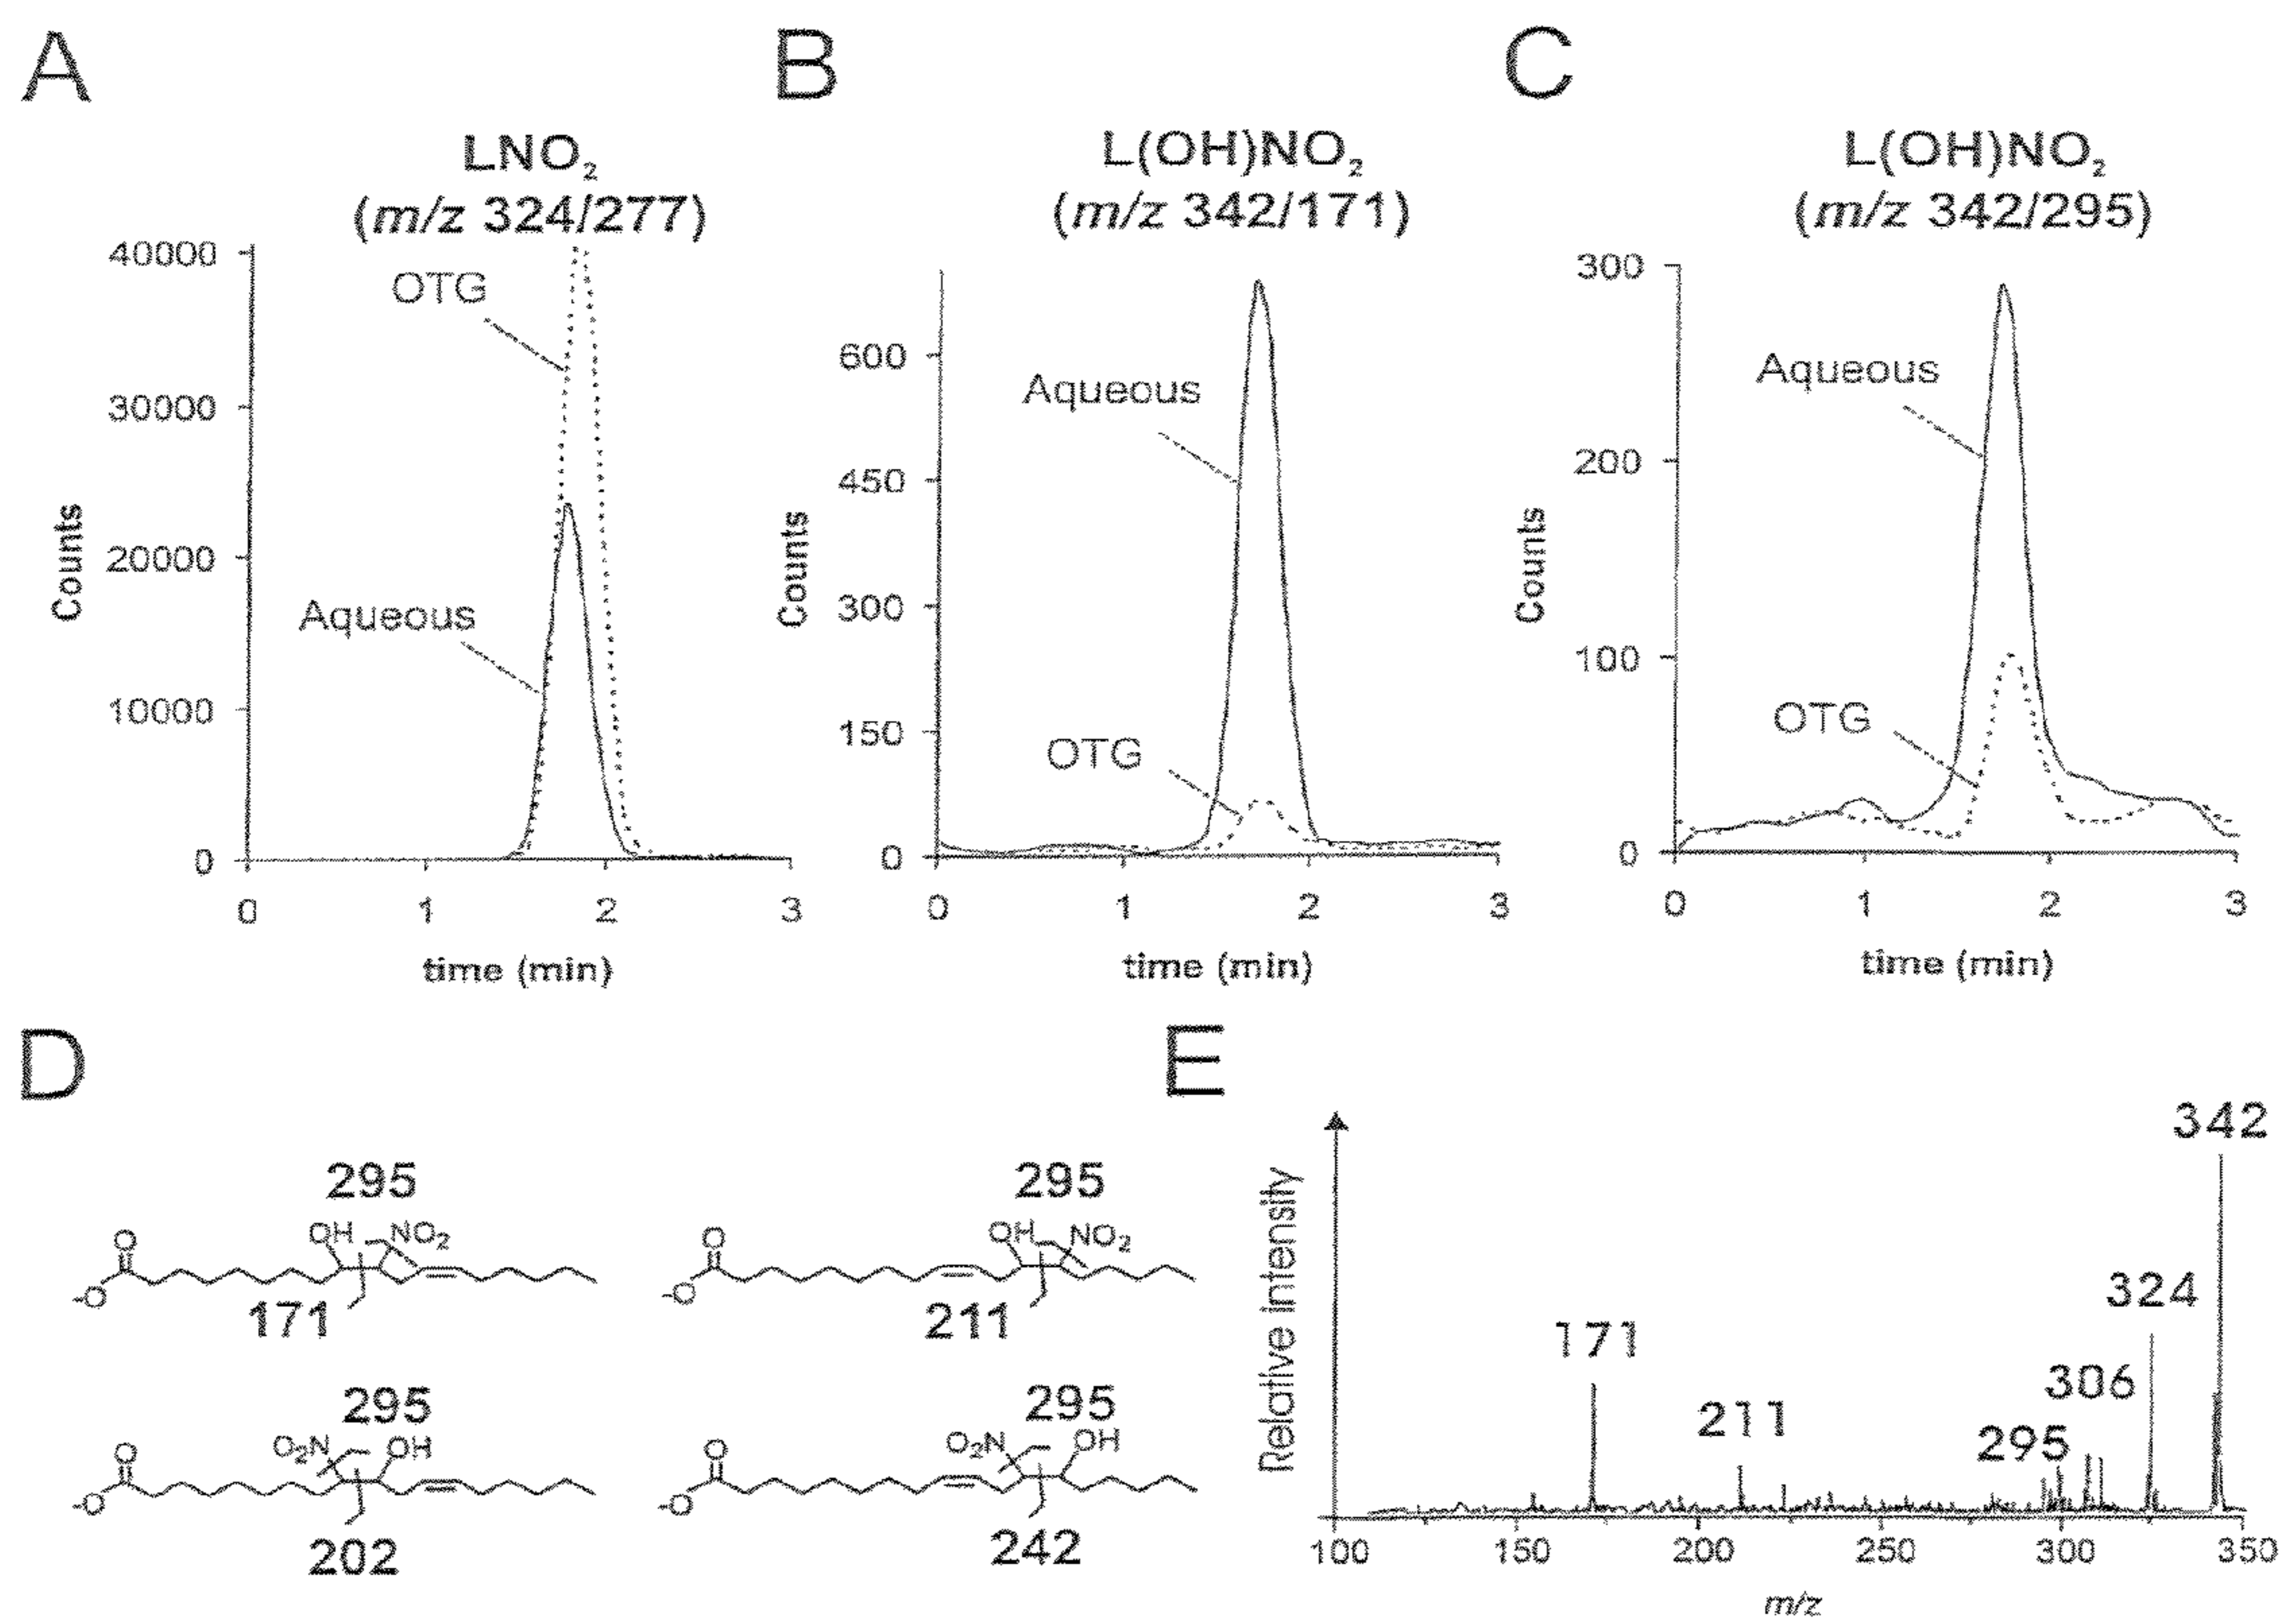 A
LNO₂
(m/z 324/277)
40000
30000
20000
10000
0
Counts
OTG
Aqueous
0 1 2 3
time (min)
B
L(OH)NO₂
(m/z 342/171)
600
450
300
150
0
Counts
Aqueous
OTG
0 1 2 3
time (min)
C
L(OH)NO₂
(m/z 342/295)
300
200
100
0
Counts
Aqueous
OTG
0 1 2 3
time (min)
D
295
O OH NO₂
-O
171
295
O OH NO₂
-O
211
295
O O₂N OH
-O
202
295
O O₂N OH
-O
242
E
Relative intensity
342
324
306
295
211
171
100 150 200 250 300 350
m/z